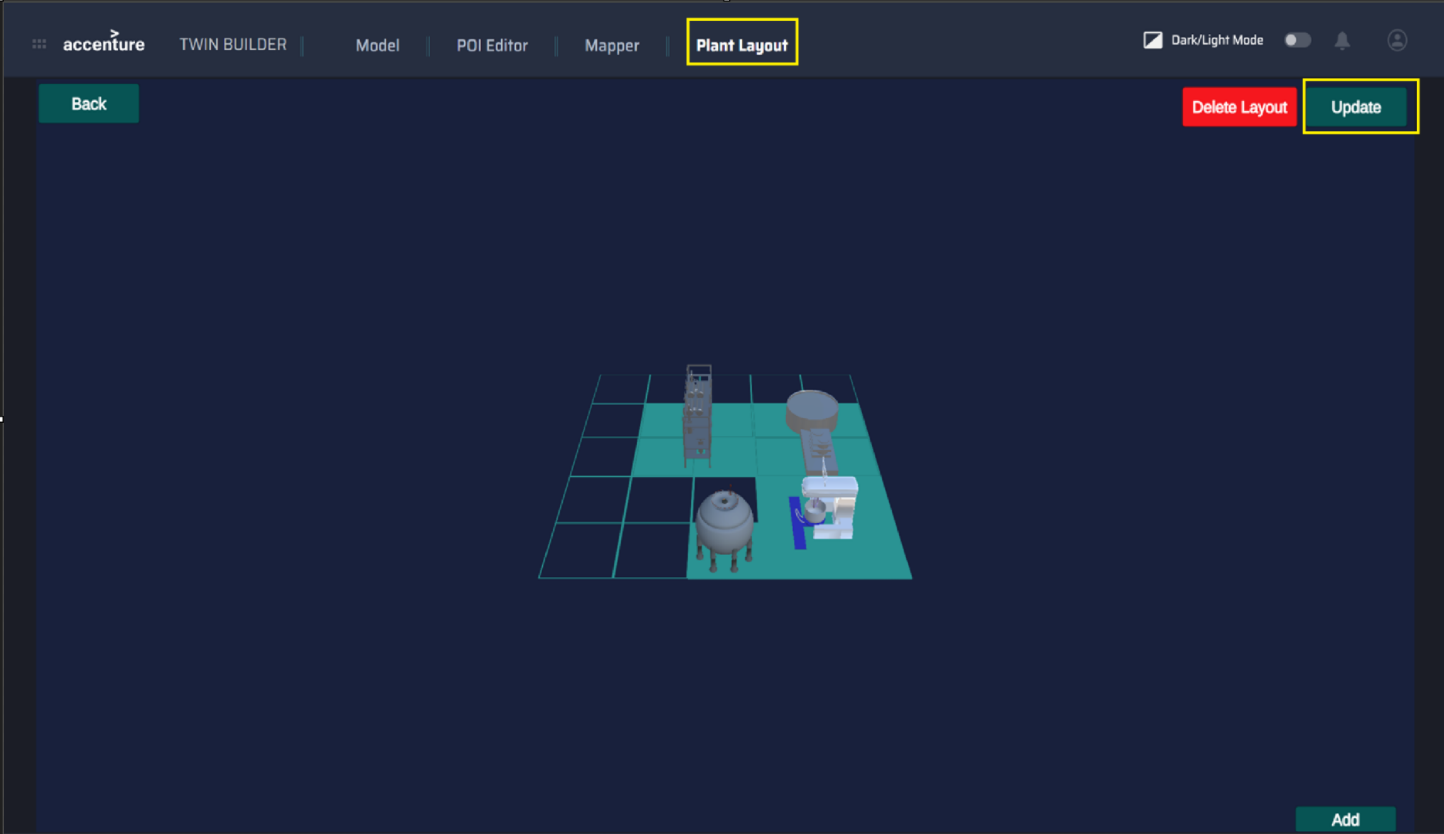 accenture TWIN BUILDER Model POI Editor Mapper Plant Layout Dark/Light Mode
Back Delete Layout Update
Add